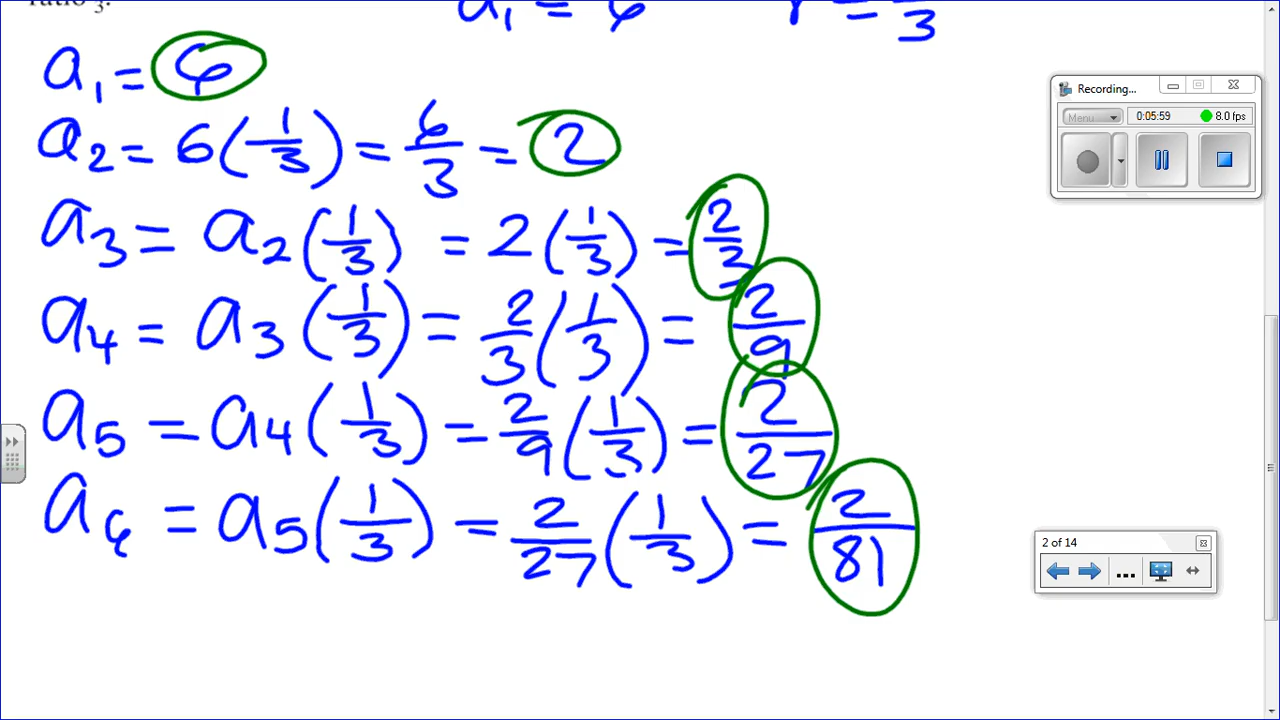 ratio 3.
a₁ = 6 r = 1/3
a₁ = 6
a₂ = 6(1/3) = 6/3 = 2
a₃ = a₂(1/3) = 2(1/3) = 2/3
a₄ = a₃(1/3) = 2/3(1/3) = 2/9
a₅ = a₄(1/3) = 2/9(1/3) = 2/27
a₆ = a₅(1/3) = 2/27(1/3) = 2/81
Recording...
Menu 0:05:59 8.0 fps
2 of 14
...